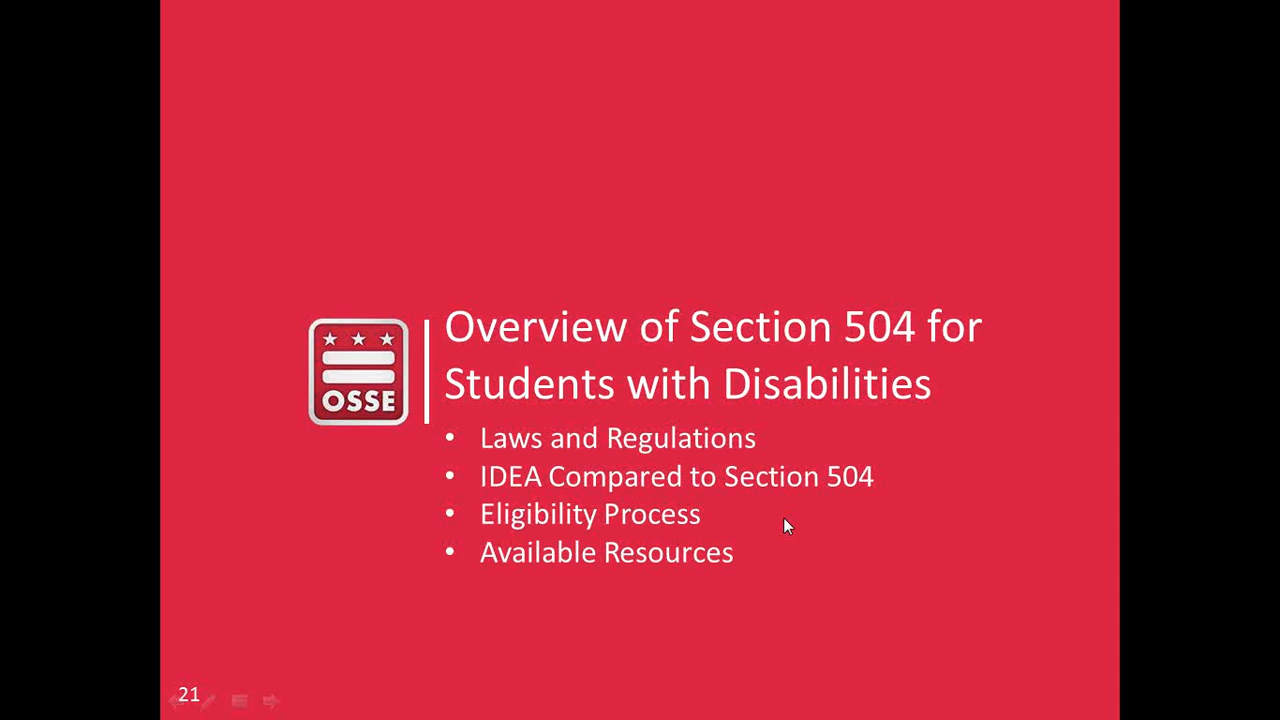 Overview of Section 504 for
Students with Disabilities
OSSE
• Laws and Regulations
• IDEA Compared to Section 504
• Eligibility Process
• Available Resources
21